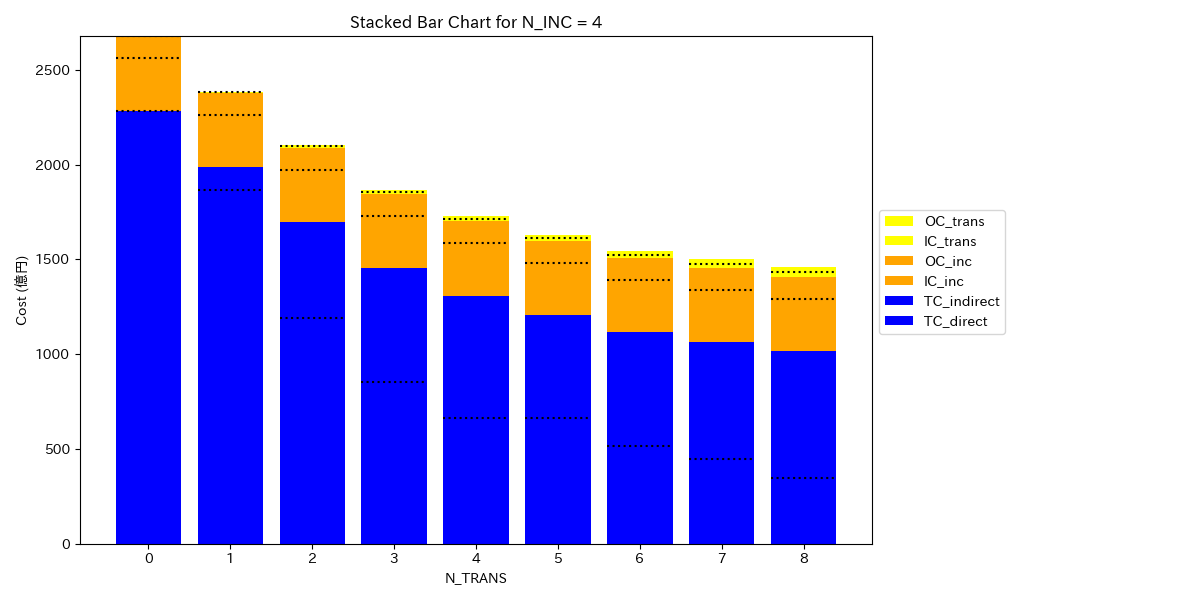 Stacked Bar Chart for N_INC = 4
Cost (億円)
2500
2000
1500
1000
500
0
0 1 2 3 4 5 6 7 8
N_TRANS
OC_trans
IC_trans
OC_inc
IC_inc
TC_indirect
TC_direct